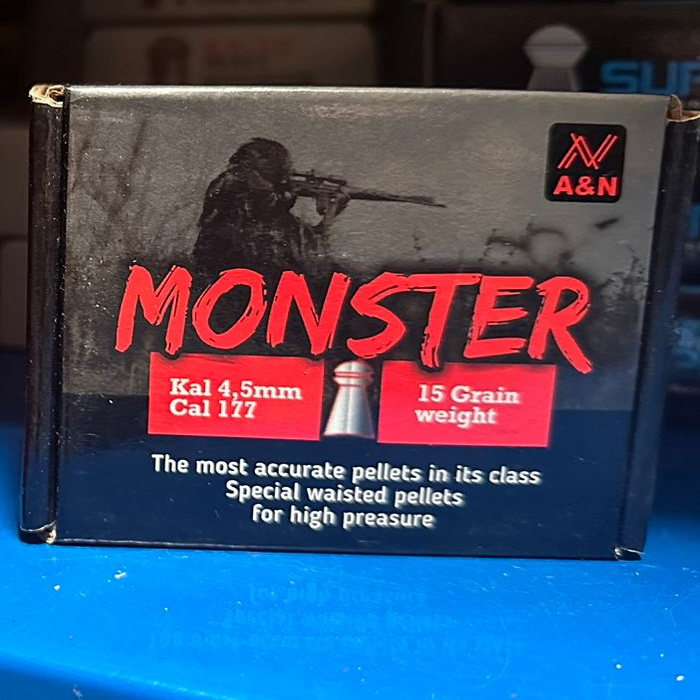 A&N
MONSTER
Kal 4,5mm
Cal 177
15 Grain
weight
The most accurate pellets in its class
Special waisted pellets
for high preasure
SUP